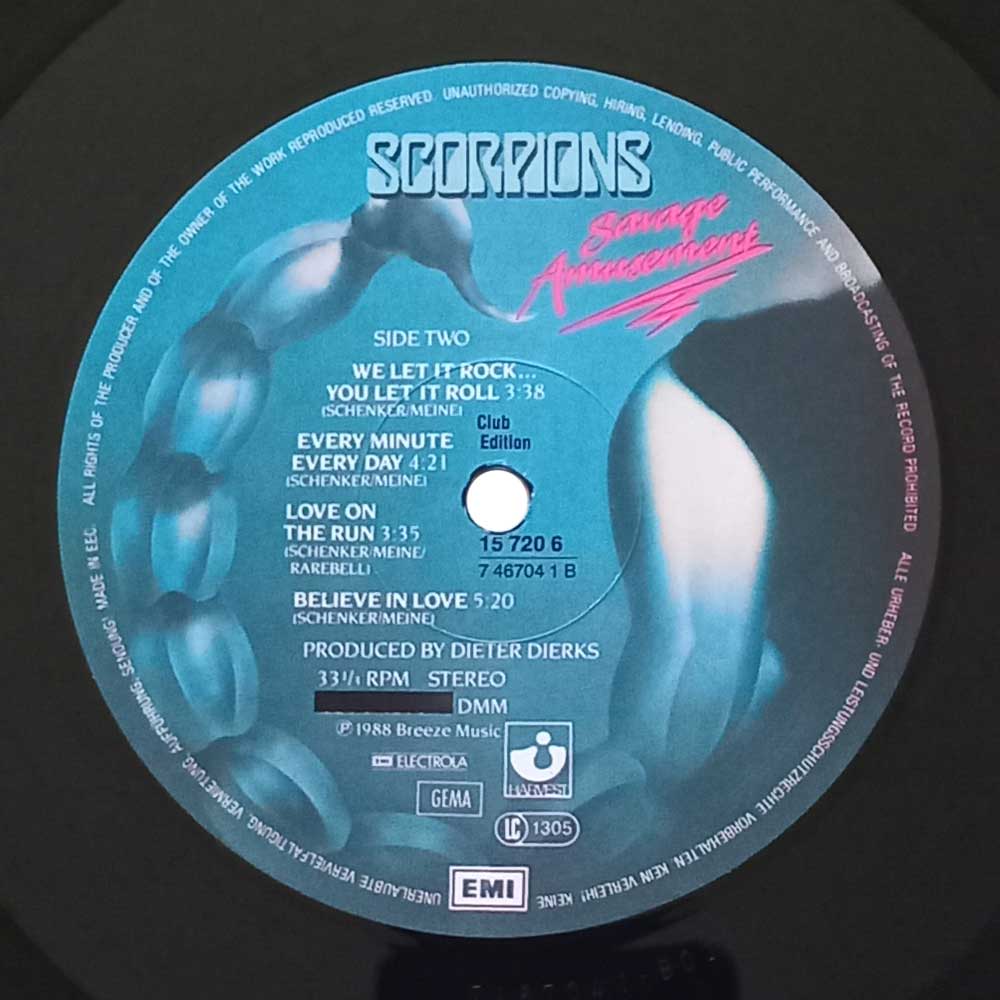 SCORPIONS
Savage
Amusement
SIDE TWO
WE LET IT ROCK...
YOU LET IT ROLL 3:38
(SCHENKER/MEINE)
Club
Edition
EVERY MINUTE
EVERY DAY 4:21
(SCHENKER/MEINE)
LOVE ON
THE RUN 3:35
(SCHENKER/MEINE/
RAREBELL)
15 720 6
7 46704 1 B
BELIEVE IN LOVE 5:20
(SCHENKER/MEINE)
PRODUCED BY DIETER DIERKS
33 1/1 RPM STEREO
DMM
Ⓟ 1988 Breeze Music
EMI ELECTROLA
HARVEST
GEMA
LC 1305
EMI
ALL RIGHTS OF THE PRODUCER AND OF THE OWNER OF THE WORK REPRODUCED RESERVED. UNAUTHORIZED COPYING, HIRING, LENDING, PUBLIC PERFORMANCE AND BROADCASTING OF THE RECORD PROHIBITED
ALLE URHEBER- UND LEISTUNGSSCHUTZRECHTE VORBEHALTEN. KEIN VERLEIH! KEINE
UNERLAUBTE VERVIELFÄLTIGUNG, VERMIETUNG, AUFFÜHRUNG, SENDUNG! MADE IN EEC.